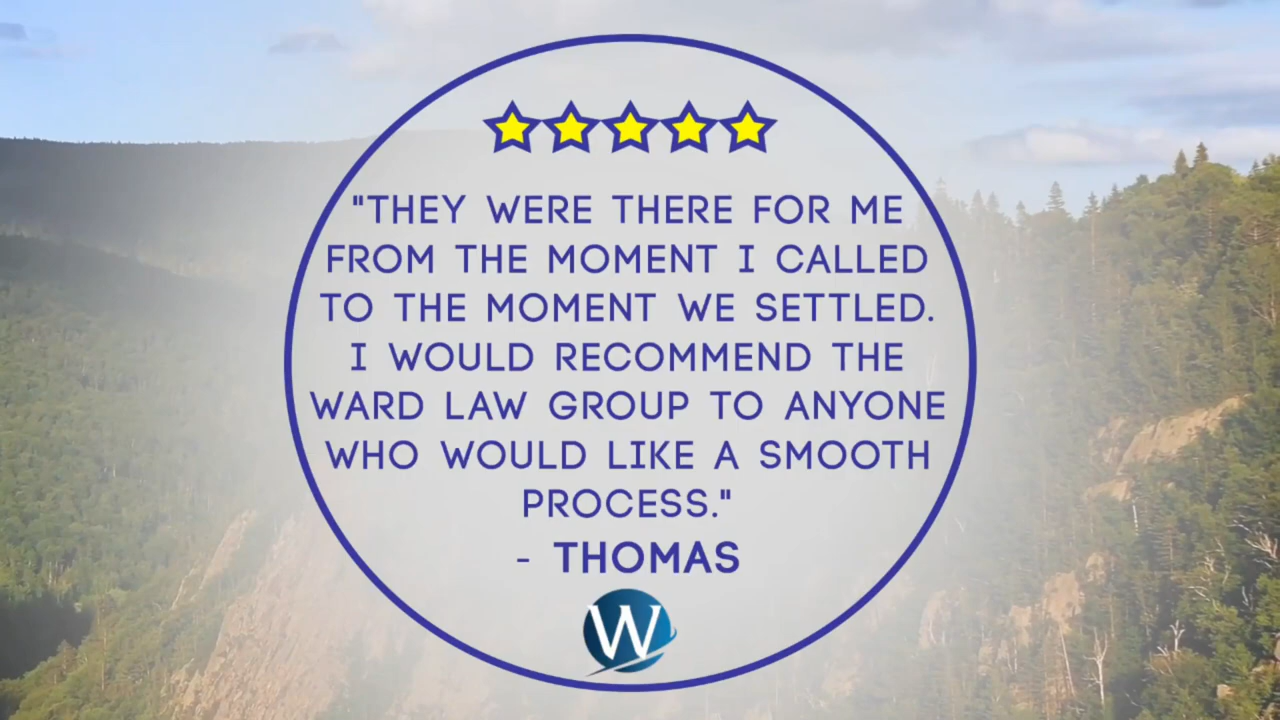 "THEY WERE THERE FOR ME
FROM THE MOMENT I CALLED
TO THE MOMENT WE SETTLED.
I WOULD RECOMMEND THE
WARD LAW GROUP TO ANYONE
WHO WOULD LIKE A SMOOTH
PROCESS."
- THOMAS
W